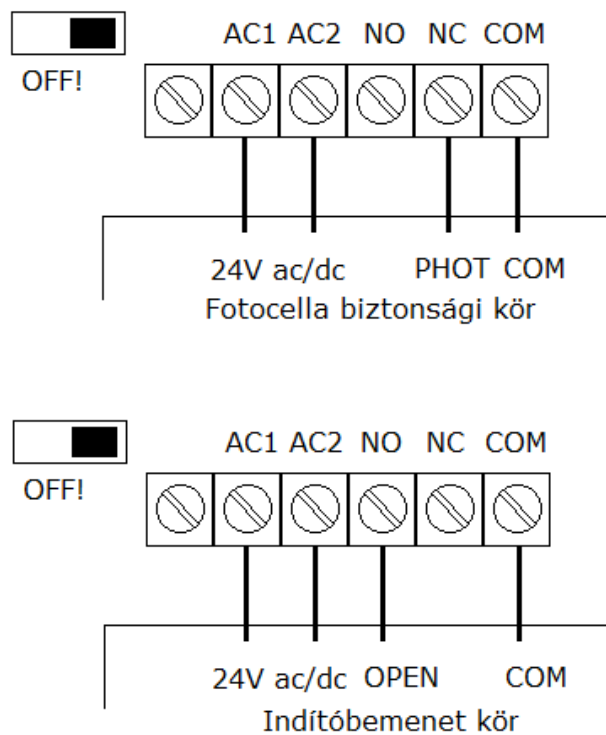 AC1 AC2 NO NC COM
OFF!
24V ac/dc PHOT COM
Fotocella biztonsági kör
AC1 AC2 NO NC COM
OFF!
24V ac/dc OPEN COM
Indítóbemenet kör